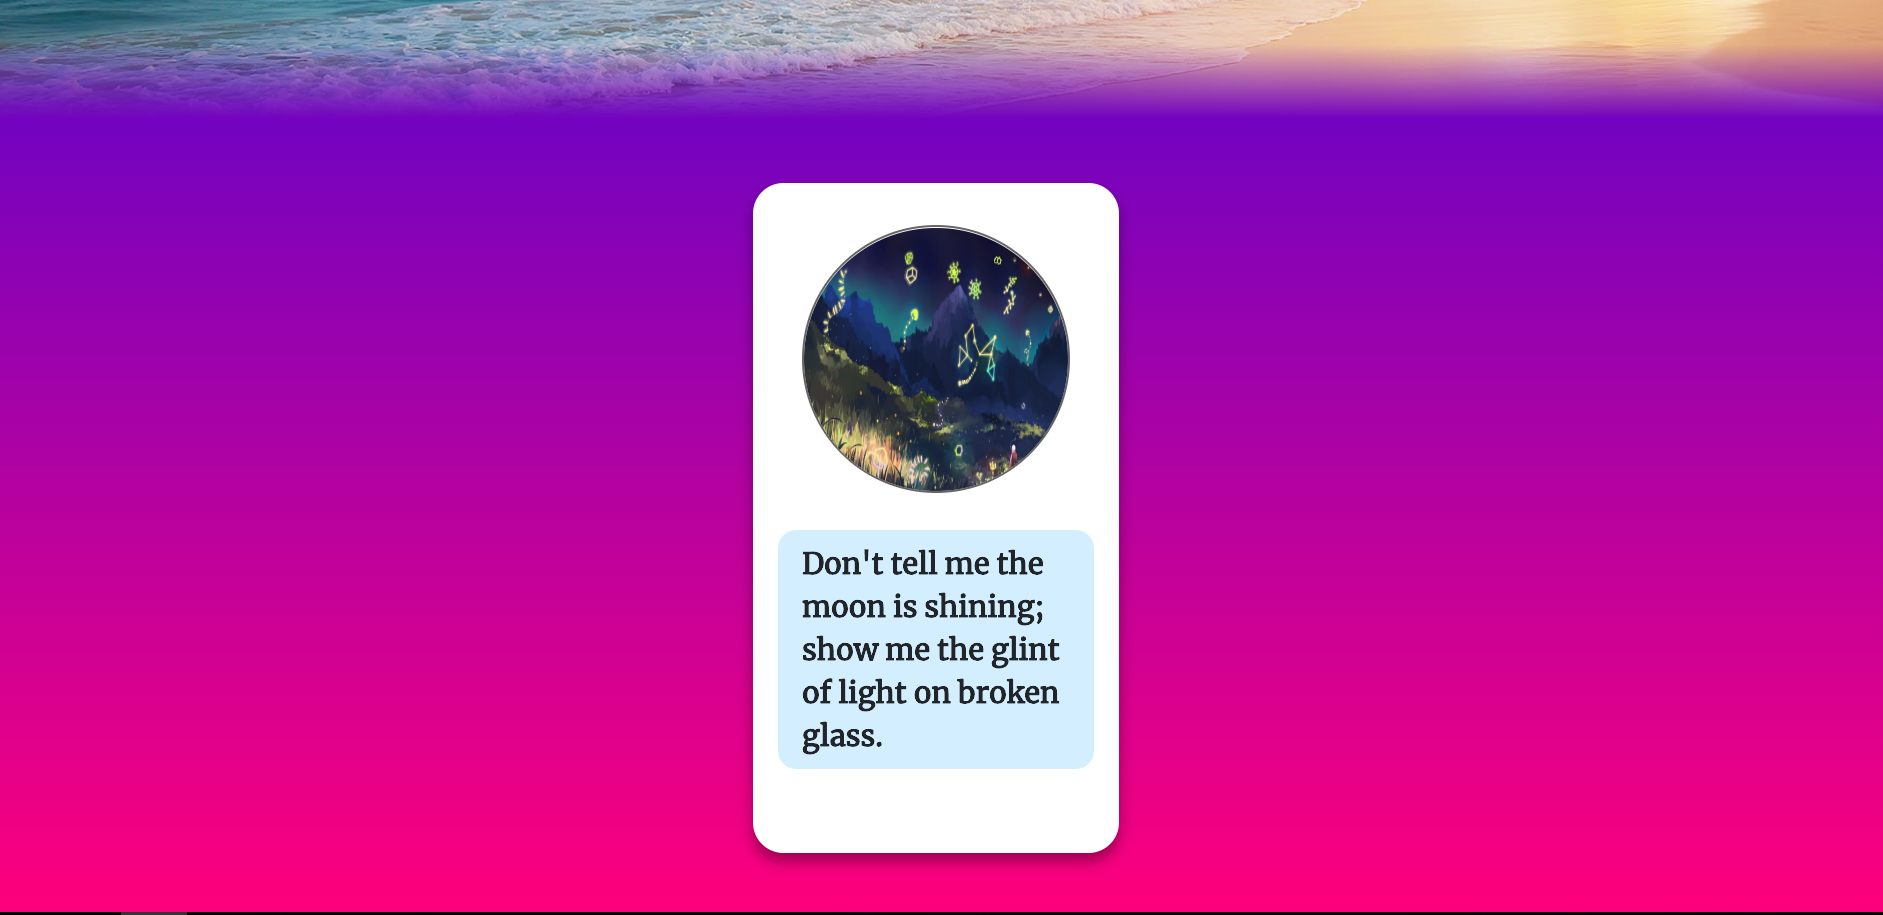 Don't tell me the
moon is shining;
show me the glint
of light on broken
glass.